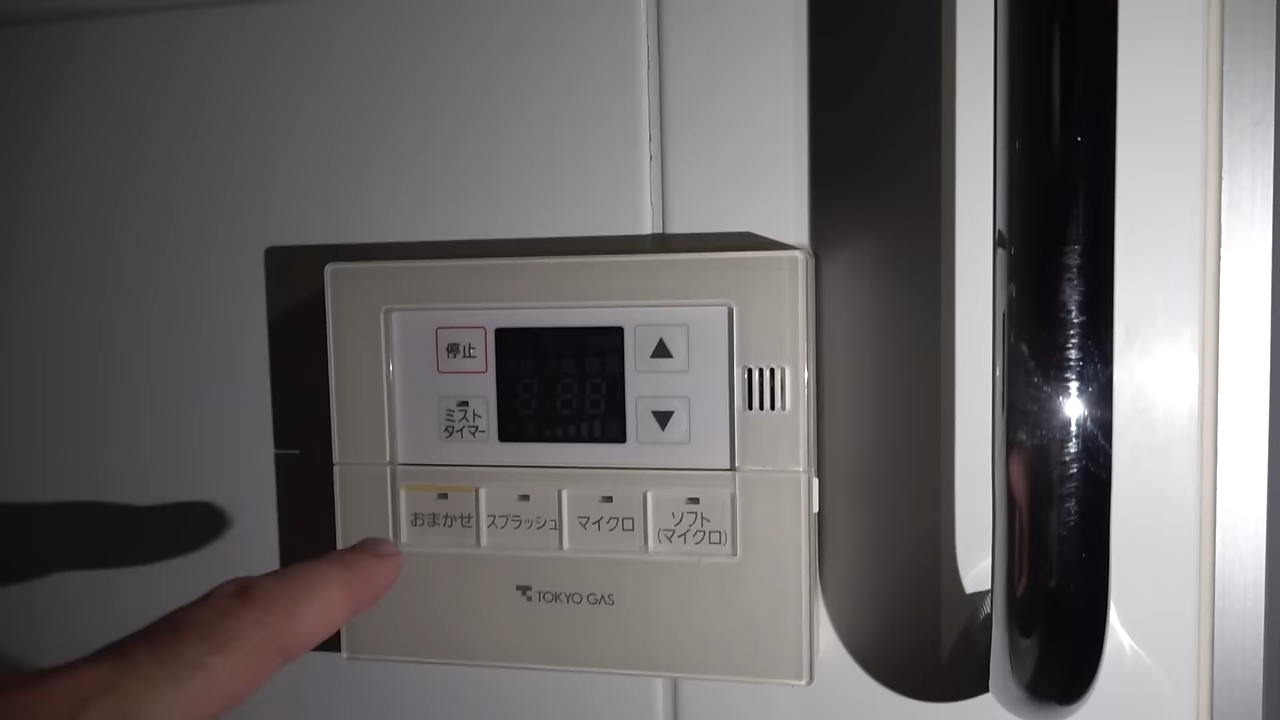 停止
▲
ミスト
タイマー
▼
おまかせ
スプラッシュ
マイクロ
ソフト
(マイクロ)
TOKYO GAS